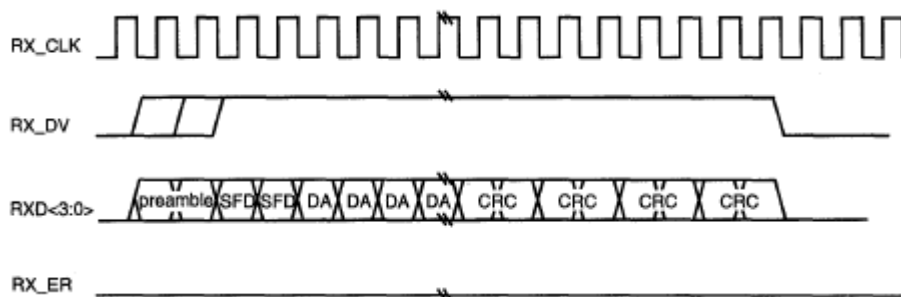 RX_CLK
RX_DV
RXD<3:0> preamble SFD SFD DA DA DA DA CRC CRC CRC CRC
RX_ER